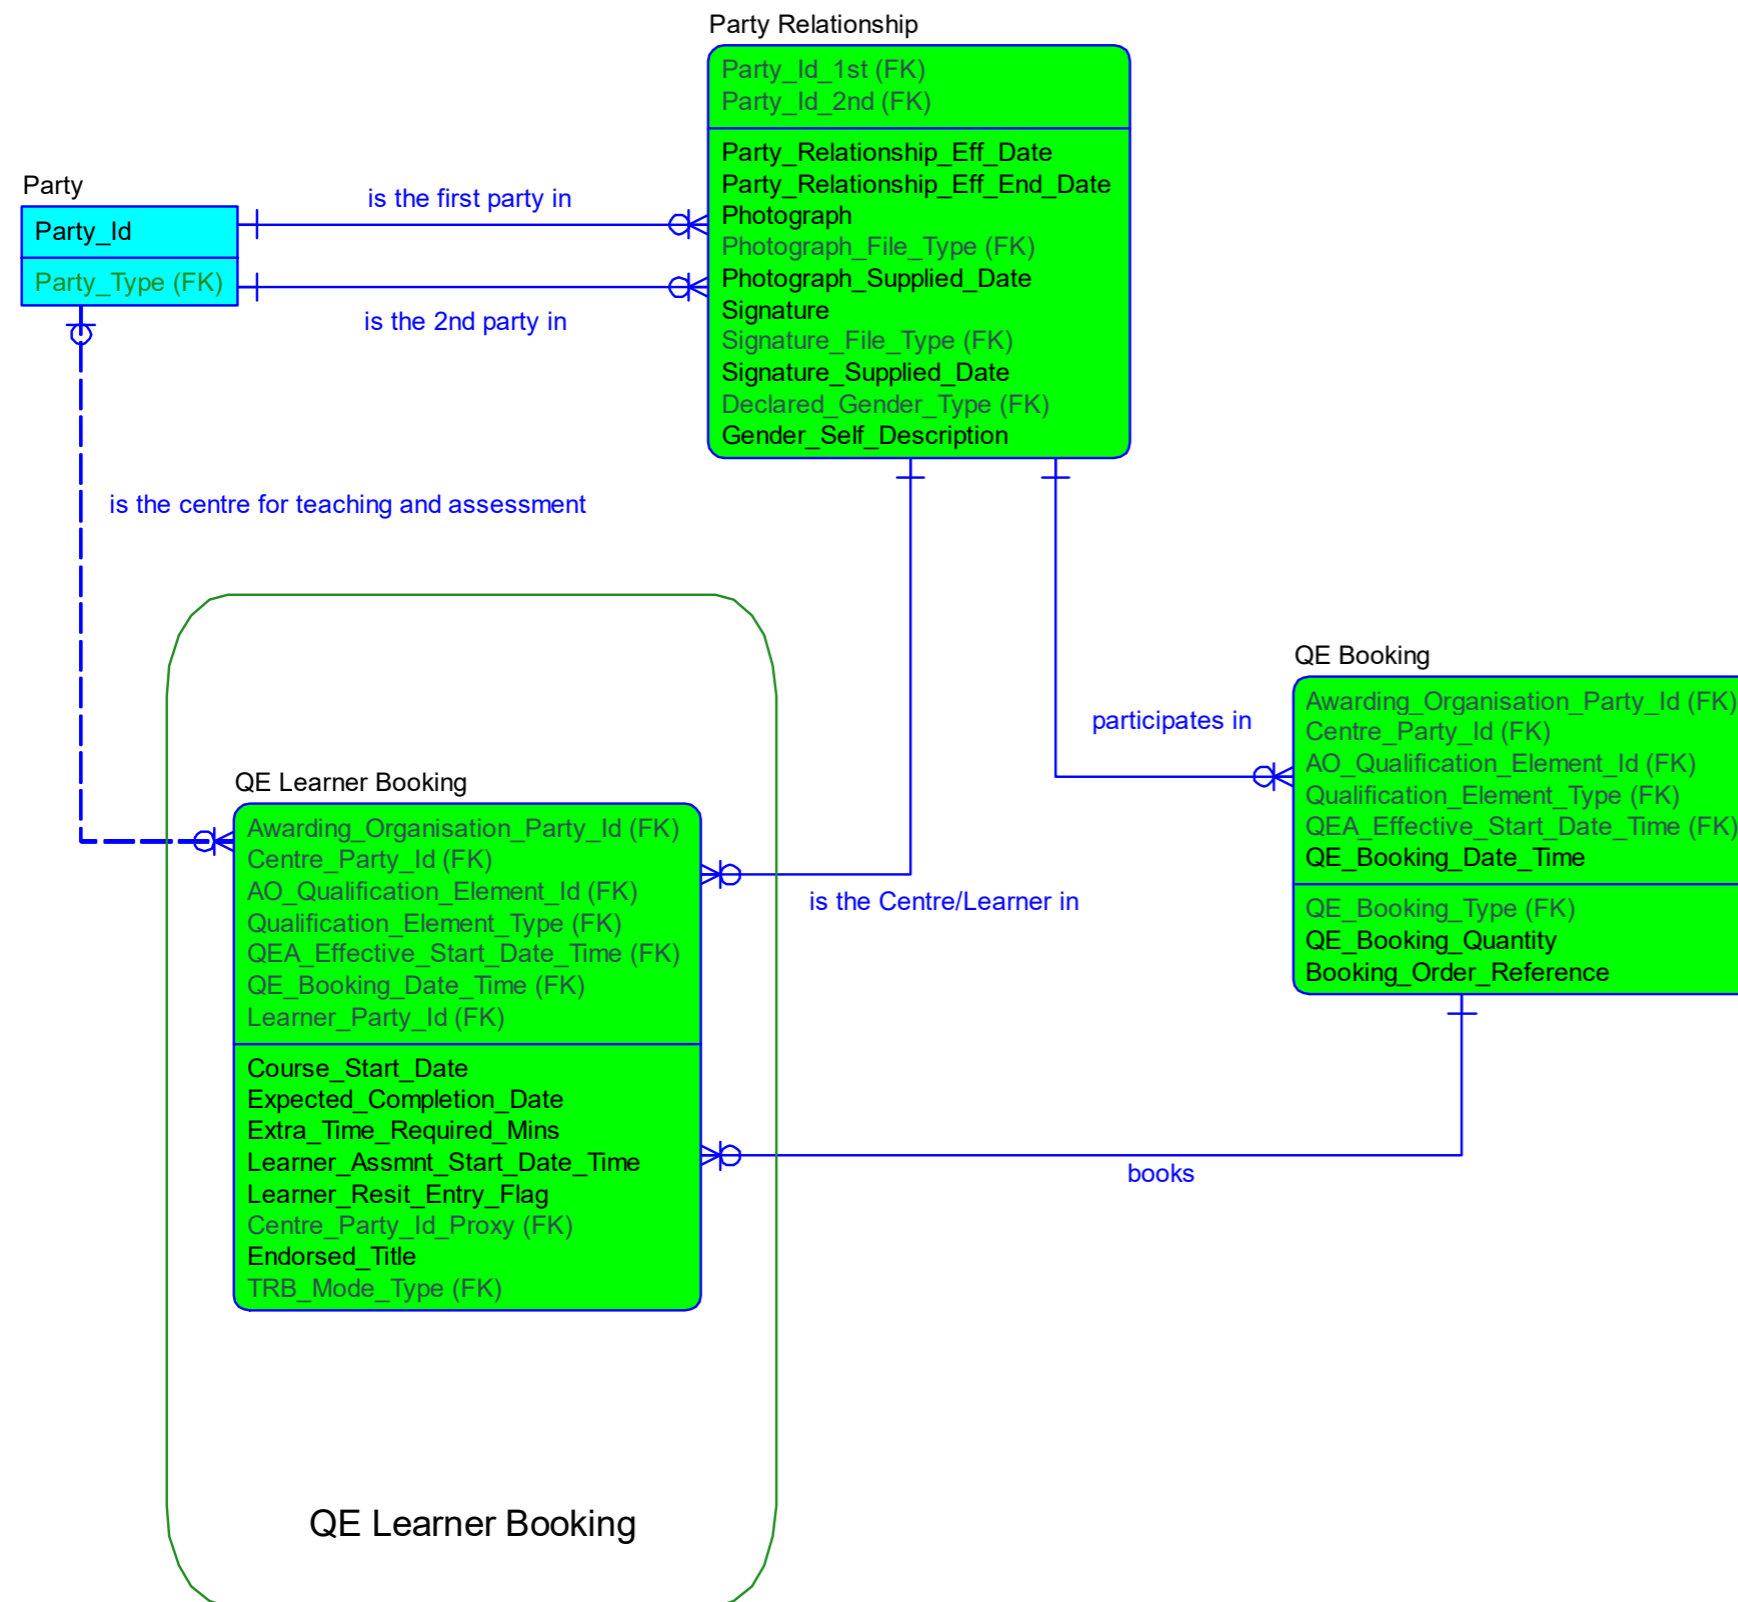 Party Relationship
Party_Id_1st (FK)
Party_Id_2nd (FK)
Party_Relationship_Eff_Date
Party_Relationship_Eff_End_Date
Photograph
Photograph_File_Type (FK)
Photograph_Supplied_Date
Signature
Signature_File_Type (FK)
Signature_Supplied_Date
Declared_Gender_Type (FK)
Gender_Self_Description
Party
Party_Id
Party_Type (FK)
is the first party in
is the 2nd party in
is the centre for teaching and assessment
participates in
QE Booking
Awarding_Organisation_Party_Id (FK)
Centre_Party_Id (FK)
AO_Qualification_Element_Id (FK)
Qualification_Element_Type (FK)
QEA_Effective_Start_Date_Time (FK)
QE_Booking_Date_Time
QE_Booking_Type (FK)
QE_Booking_Quantity
Booking_Order_Reference
QE Learner Booking
Awarding_Organisation_Party_Id (FK)
Centre_Party_Id (FK)
AO_Qualification_Element_Id (FK)
Qualification_Element_Type (FK)
QEA_Effective_Start_Date_Time (FK)
QE_Booking_Date_Time (FK)
Learner_Party_Id (FK)
Course_Start_Date
Expected_Completion_Date
Extra_Time_Required_Mins
Learner_Assmnt_Start_Date_Time
Learner_Resit_Entry_Flag
Centre_Party_Id_Proxy (FK)
Endorsed_Title
TRB_Mode_Type (FK)
is the Centre/Learner in
books
QE Learner Booking